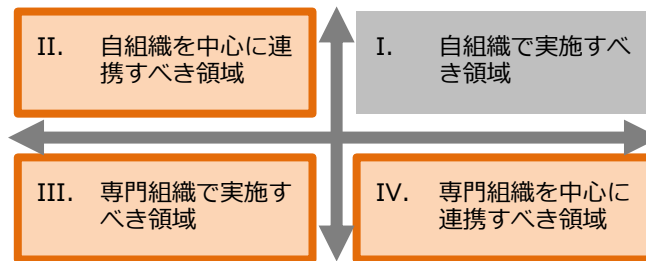 II. 自組織を中心に連
携すべき領域
I. 自組織で実施すべ
き領域
III. 専門組織で実施す
べき領域
IV. 専門組織を中心に
連携すべき領域